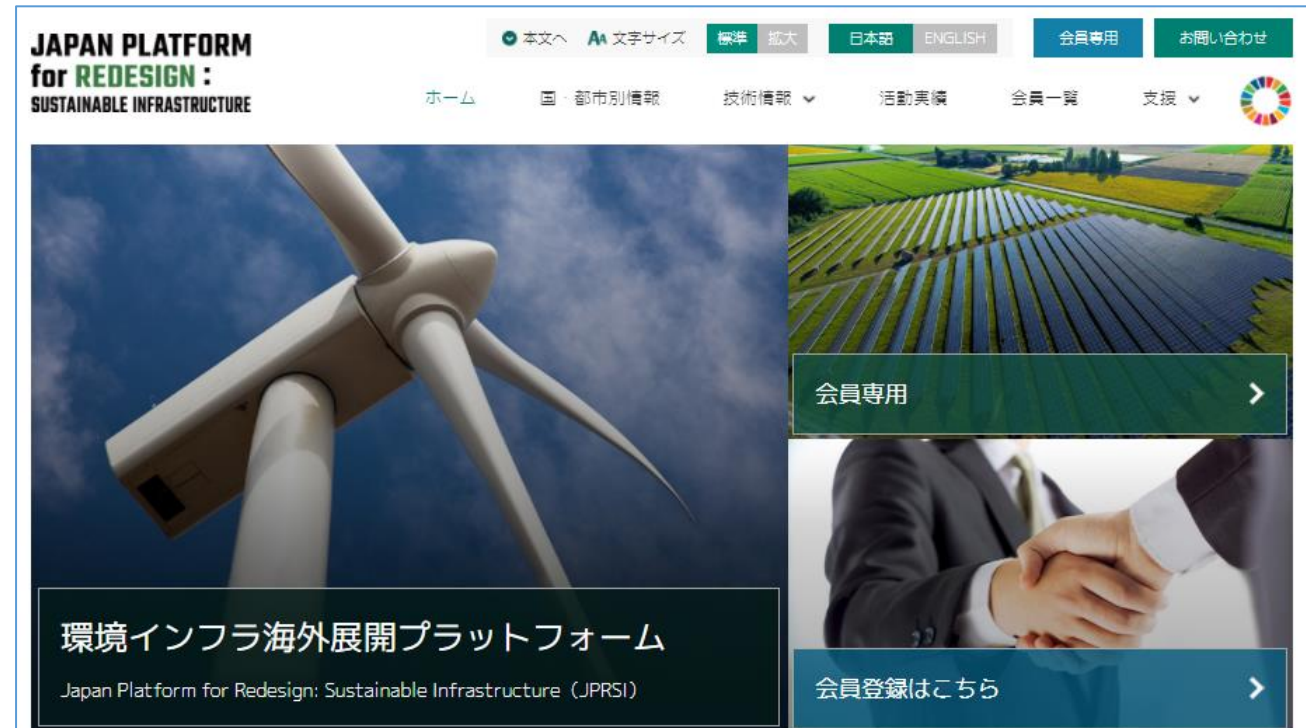 JAPAN PLATFORM
for REDESIGN :
SUSTAINABLE INFRASTRUCTURE
本文へ AA 文字サイズ 標準 拡大 日本語 ENGLISH 会員専用 お問い合わせ
ホーム 国・都市別情報 技術情報 活動実績 会員一覧 支援
会員専用
環境インフラ海外展開プラットフォーム
Japan Platform for Redesign: Sustainable Infrastructure（JPRSI）
会員登録はこちら